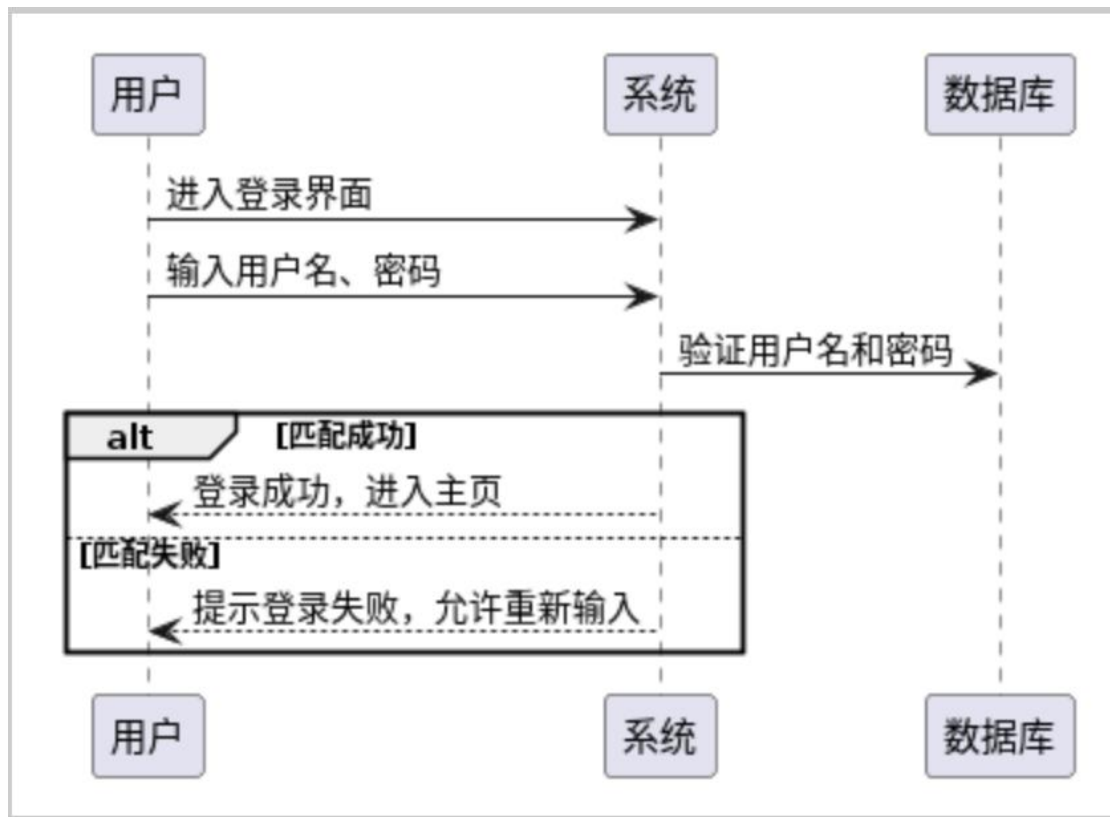 用户 系统 数据库
进入登录界面
输入用户名、密码
验证用户名和密码
alt [匹配成功]
登录成功，进入主页
[匹配失败]
提示登录失败，允许重新输入
用户 系统 数据库